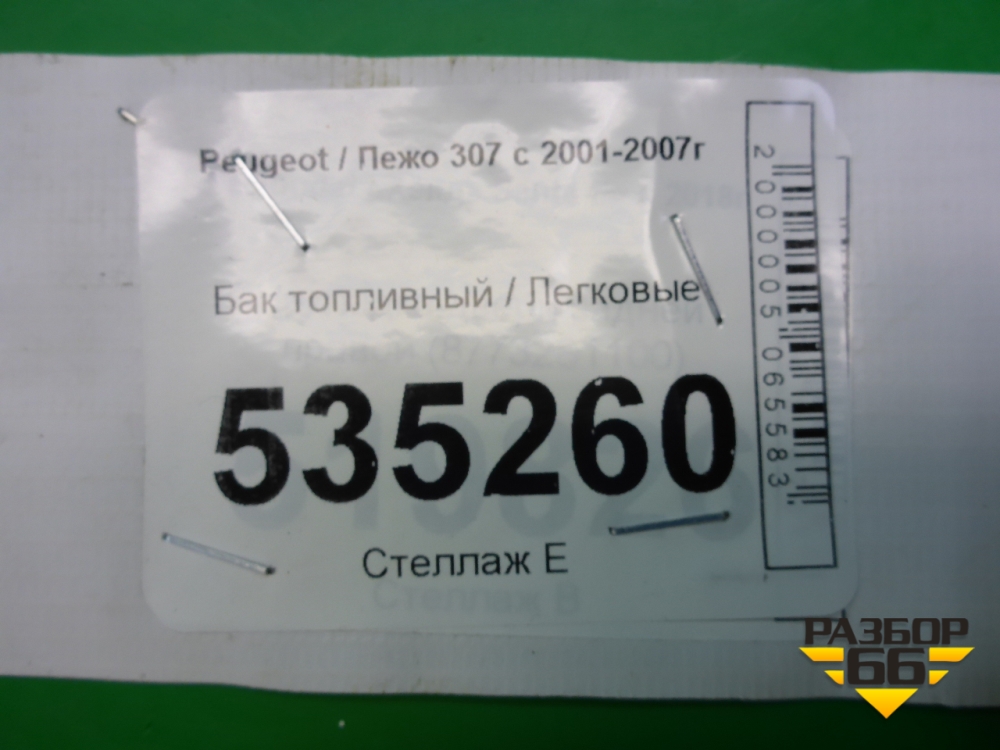 Peugeot / Пежо 307 с 2001-2007г
Бак топливный / Легковые
535260
Стеллаж Е
2000005065583
РАЗБОР
66